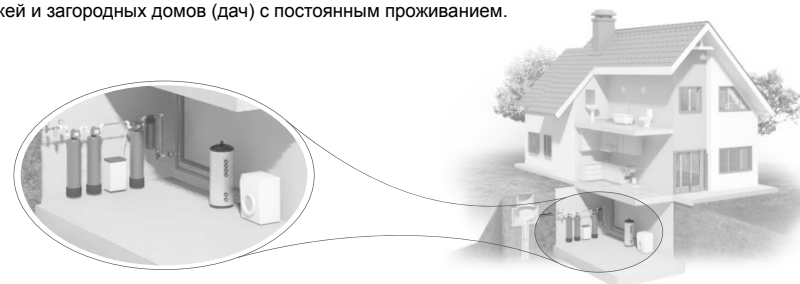 жей и загородных домов (дач) с постоянным проживанием.